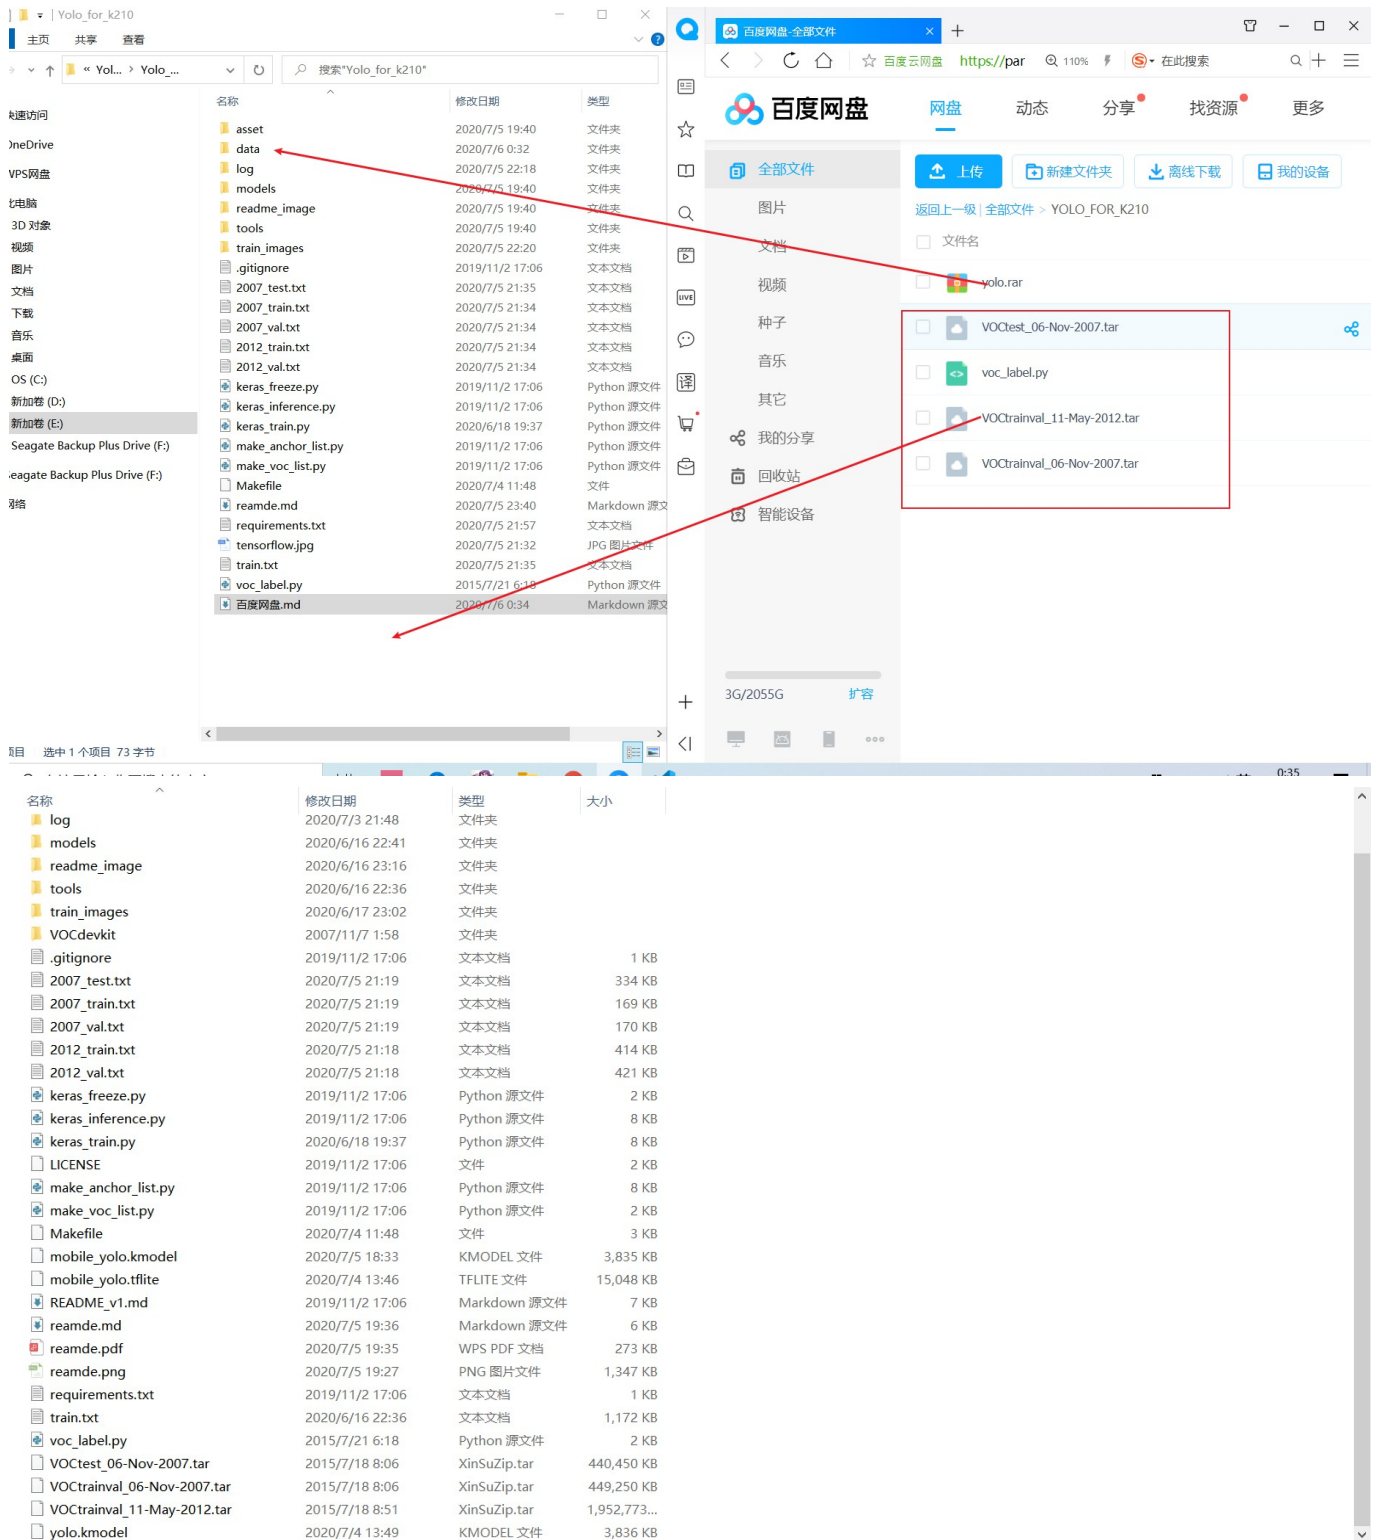 Yolo_for_k210
主页 共享 查看
« Yol... › Yolo_...
搜索"Yolo_for_k210"
名称 修改日期 类型
速访问
OneDrive
WPS网盘
电脑
3D 对象
视频
图片
文档
下载
音乐
桌面
OS (C:)
新加卷 (D:)
新加卷 (E:)
Seagate Backup Plus Drive (F:)
eagate Backup Plus Drive (F:)
网络
asset 2020/7/5 19:40 文件夹
data 2020/7/6 0:32 文件夹
log 2020/7/5 22:18 文件夹
models 2020/7/5 19:40 文件夹
readme_image 2020/7/5 19:40 文件夹
tools 2020/7/5 19:40 文件夹
train_images 2020/7/5 22:20 文件夹
.gitignore 2019/11/2 17:06 文本文档
2007_test.txt 2020/7/5 21:35 文本文档
2007_train.txt 2020/7/5 21:34 文本文档
2007_val.txt 2020/7/5 21:34 文本文档
2012_train.txt 2020/7/5 21:34 文本文档
2012_val.txt 2020/7/5 21:34 文本文档
keras_freeze.py 2019/11/2 17:06 Python 源文件
keras_inference.py 2019/11/2 17:06 Python 源文件
keras_train.py 2020/6/18 19:37 Python 源文件
make_anchor_list.py 2019/11/2 17:06 Python 源文件
make_voc_list.py 2019/11/2 17:06 Python 源文件
Makefile 2020/7/4 11:48 文件
reamde.md 2020/7/5 23:40 Markdown 源文
requirements.txt 2020/7/5 21:57 文本文档
tensorflow.jpg 2020/7/5 21:32 JPG 图片文件
train.txt 2020/7/5 21:35 文本文档
voc_label.py 2015/7/21 6:18 Python 源文件
百度网盘.md 2020/7/6 0:34 Markdown 源文
项目 选中 1 个项目 73 字节
百度网盘-全部文件
百度云网盘 https://par 110% 在此搜索
LIVE
译
百度网盘 网盘 动态 分享 找资源 更多
全部文件
图片
文档
视频
种子
音乐
其它
我的分享
回收站
智能设备
3G/2055G 扩容
上传 新建文件夹 离线下载 我的设备
返回上一级 | 全部文件 > YOLO_FOR_K210
文件名
yolo.rar
VOCtest_06-Nov-2007.tar
voc_label.py
VOCtrainval_11-May-2012.tar
VOCtrainval_06-Nov-2007.tar
0:35
名称 修改日期 类型 大小
log 2020/7/3 21:48 文件夹
models 2020/6/16 22:41 文件夹
readme_image 2020/6/16 23:16 文件夹
tools 2020/6/16 22:36 文件夹
train_images 2020/6/17 23:02 文件夹
VOCdevkit 2007/11/7 1:58 文件夹
.gitignore 2019/11/2 17:06 文本文档 1 KB
2007_test.txt 2020/7/5 21:19 文本文档 334 KB
2007_train.txt 2020/7/5 21:19 文本文档 169 KB
2007_val.txt 2020/7/5 21:19 文本文档 170 KB
2012_train.txt 2020/7/5 21:18 文本文档 414 KB
2012_val.txt 2020/7/5 21:18 文本文档 421 KB
keras_freeze.py 2019/11/2 17:06 Python 源文件 2 KB
keras_inference.py 2019/11/2 17:06 Python 源文件 8 KB
keras_train.py 2020/6/18 19:37 Python 源文件 8 KB
LICENSE 2019/11/2 17:06 文件 2 KB
make_anchor_list.py 2019/11/2 17:06 Python 源文件 8 KB
make_voc_list.py 2019/11/2 17:06 Python 源文件 2 KB
Makefile 2020/7/4 11:48 文件 3 KB
mobile_yolo.kmodel 2020/7/5 18:33 KMODEL 文件 3,835 KB
mobile_yolo.tflite 2020/7/4 13:46 TFLITE 文件 15,048 KB
README_v1.md 2019/11/2 17:06 Markdown 源文件 7 KB
reamde.md 2020/7/5 19:36 Markdown 源文件 6 KB
reamde.pdf 2020/7/5 19:35 WPS PDF 文档 273 KB
reamde.png 2020/7/5 19:27 PNG 图片文件 1,347 KB
requirements.txt 2019/11/2 17:06 文本文档 1 KB
train.txt 2020/6/16 22:36 文本文档 1,172 KB
voc_label.py 2015/7/21 6:18 Python 源文件 2 KB
VOCtest_06-Nov-2007.tar 2015/7/18 8:06 XinSuZip.tar 440,450 KB
VOCtrainval_06-Nov-2007.tar 2015/7/18 8:06 XinSuZip.tar 449,250 KB
VOCtrainval_11-May-2012.tar 2015/7/18 8:51 XinSuZip.tar 1,952,773...
yolo.kmodel 2020/7/4 13:49 KMODEL 文件 3,836 KB